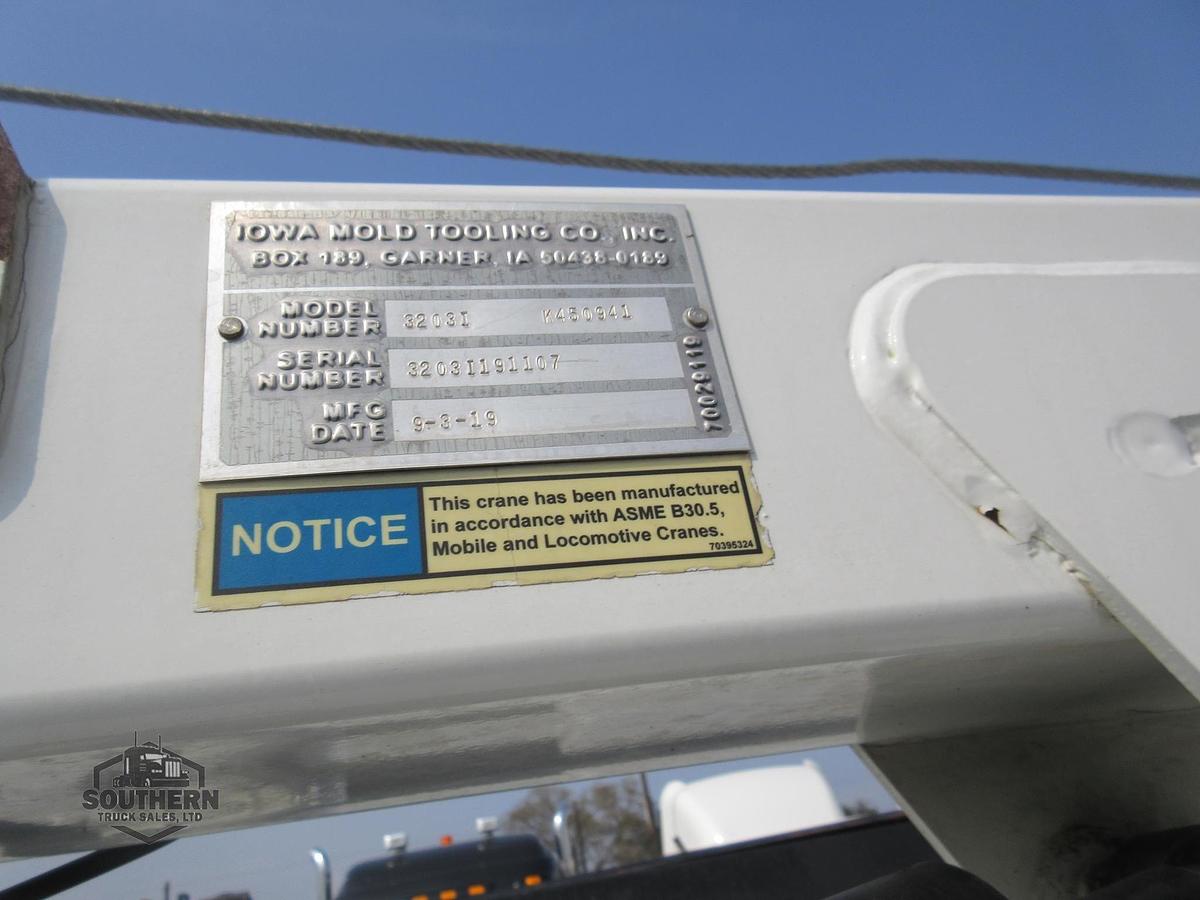 IOWA MOLD TOOLING CO., INC.
BOX 189, GARNER, IA 50438-0189
MODEL NUMBER 3203I K450941
SERIAL NUMBER 3203I191107
MFG DATE 9-3-19
70029119
NOTICE
This crane has been manufactured
in accordance with ASME B30.5,
Mobile and Locomotive Cranes.
70395324
SOUTHERN
TRUCK SALES, LTD